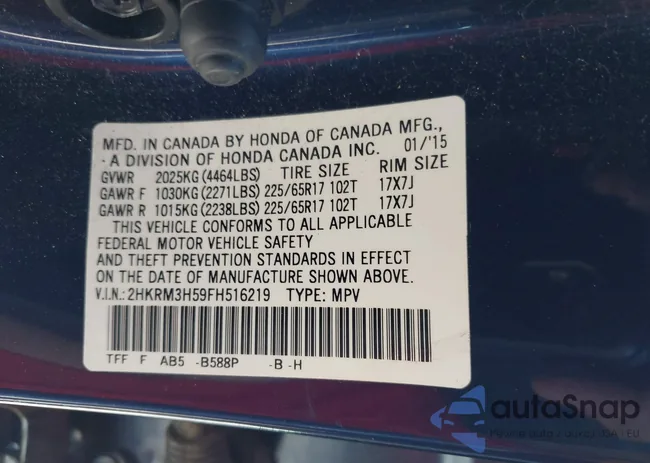 MFD. IN CANADA BY HONDA OF CANADA MFG.,
A DIVISION OF HONDA CANADA INC. 01/'15
GVWR 2025KG (4464LBS) TIRE SIZE RIM SIZE
GAWR F 1030KG (2271LBS) 225/65R17 102T 17X7J
GAWR R 1015KG (2238LBS) 225/65R17 102T 17X7J
THIS VEHICLE CONFORMS TO ALL APPLICABLE
FEDERAL MOTOR VEHICLE SAFETY
AND THEFT PREVENTION STANDARDS IN EFFECT
ON THE DATE OF MANUFACTURE SHOWN ABOVE.
V.I.N.: 2HKRM3H59FH516219 TYPE: MPV
TFF F AB5 -B588P -B -H
autaSnap